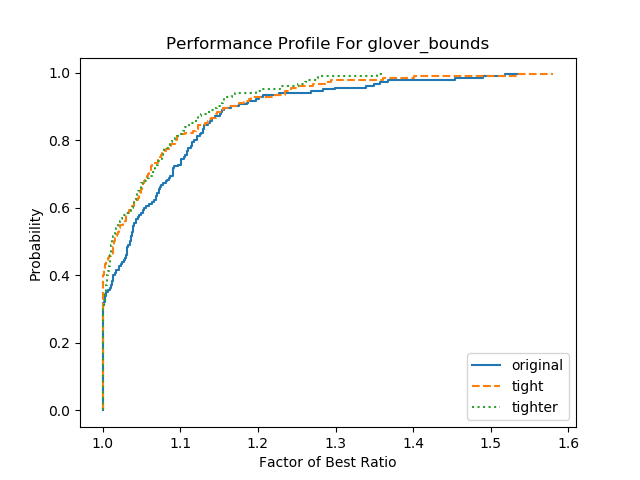 Performance Profile For glover_bounds
Probability
1.0
0.8
0.6
0.4
0.2
0.0
original
tight
tighter
1.0 1.1 1.2 1.3 1.4 1.5 1.6
Factor of Best Ratio